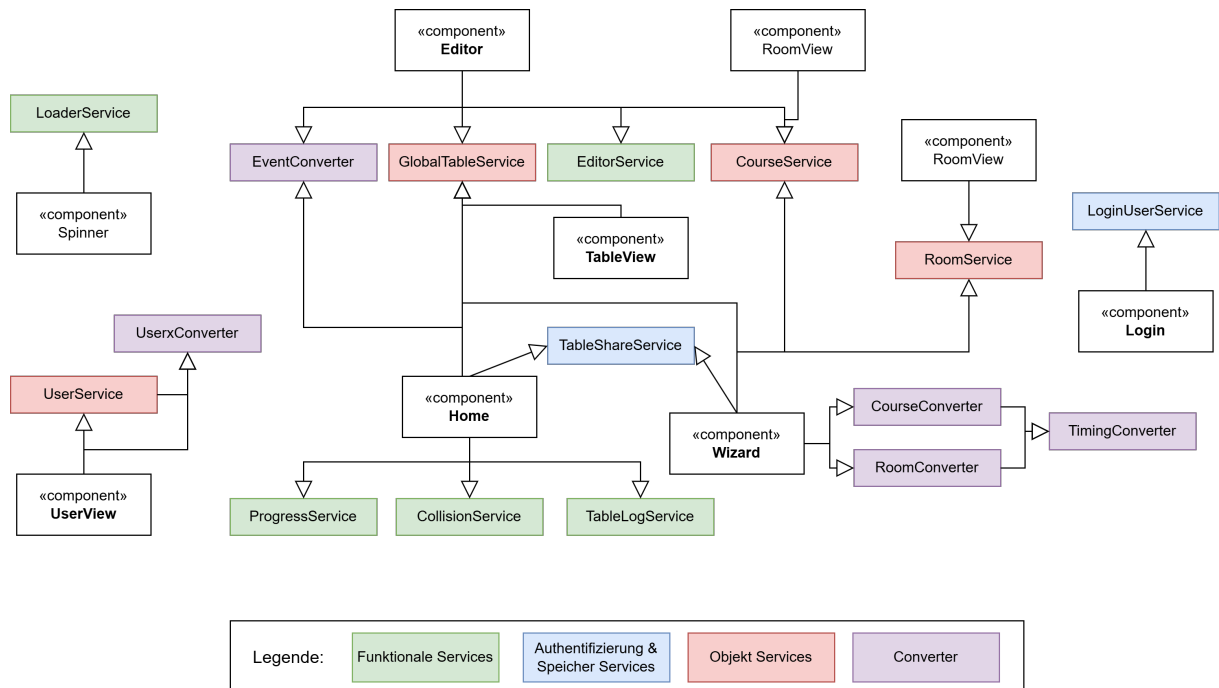 «component»
Editor
«component»
RoomView
LoaderService
«component»
RoomView
EventConverter
GlobalTableService
EditorService
CourseService
«component»
Spinner
LoginUserService
«component»
TableView
RoomService
UserxConverter
«component»
Login
TableShareService
UserService
«component»
Home
CourseConverter
TimingConverter
«component»
Wizard
RoomConverter
«component»
UserView
ProgressService
CollisionService
TableLogService
Legende:
Funktionale Services
Authentifizierung &
Speicher Services
Objekt Services
Converter